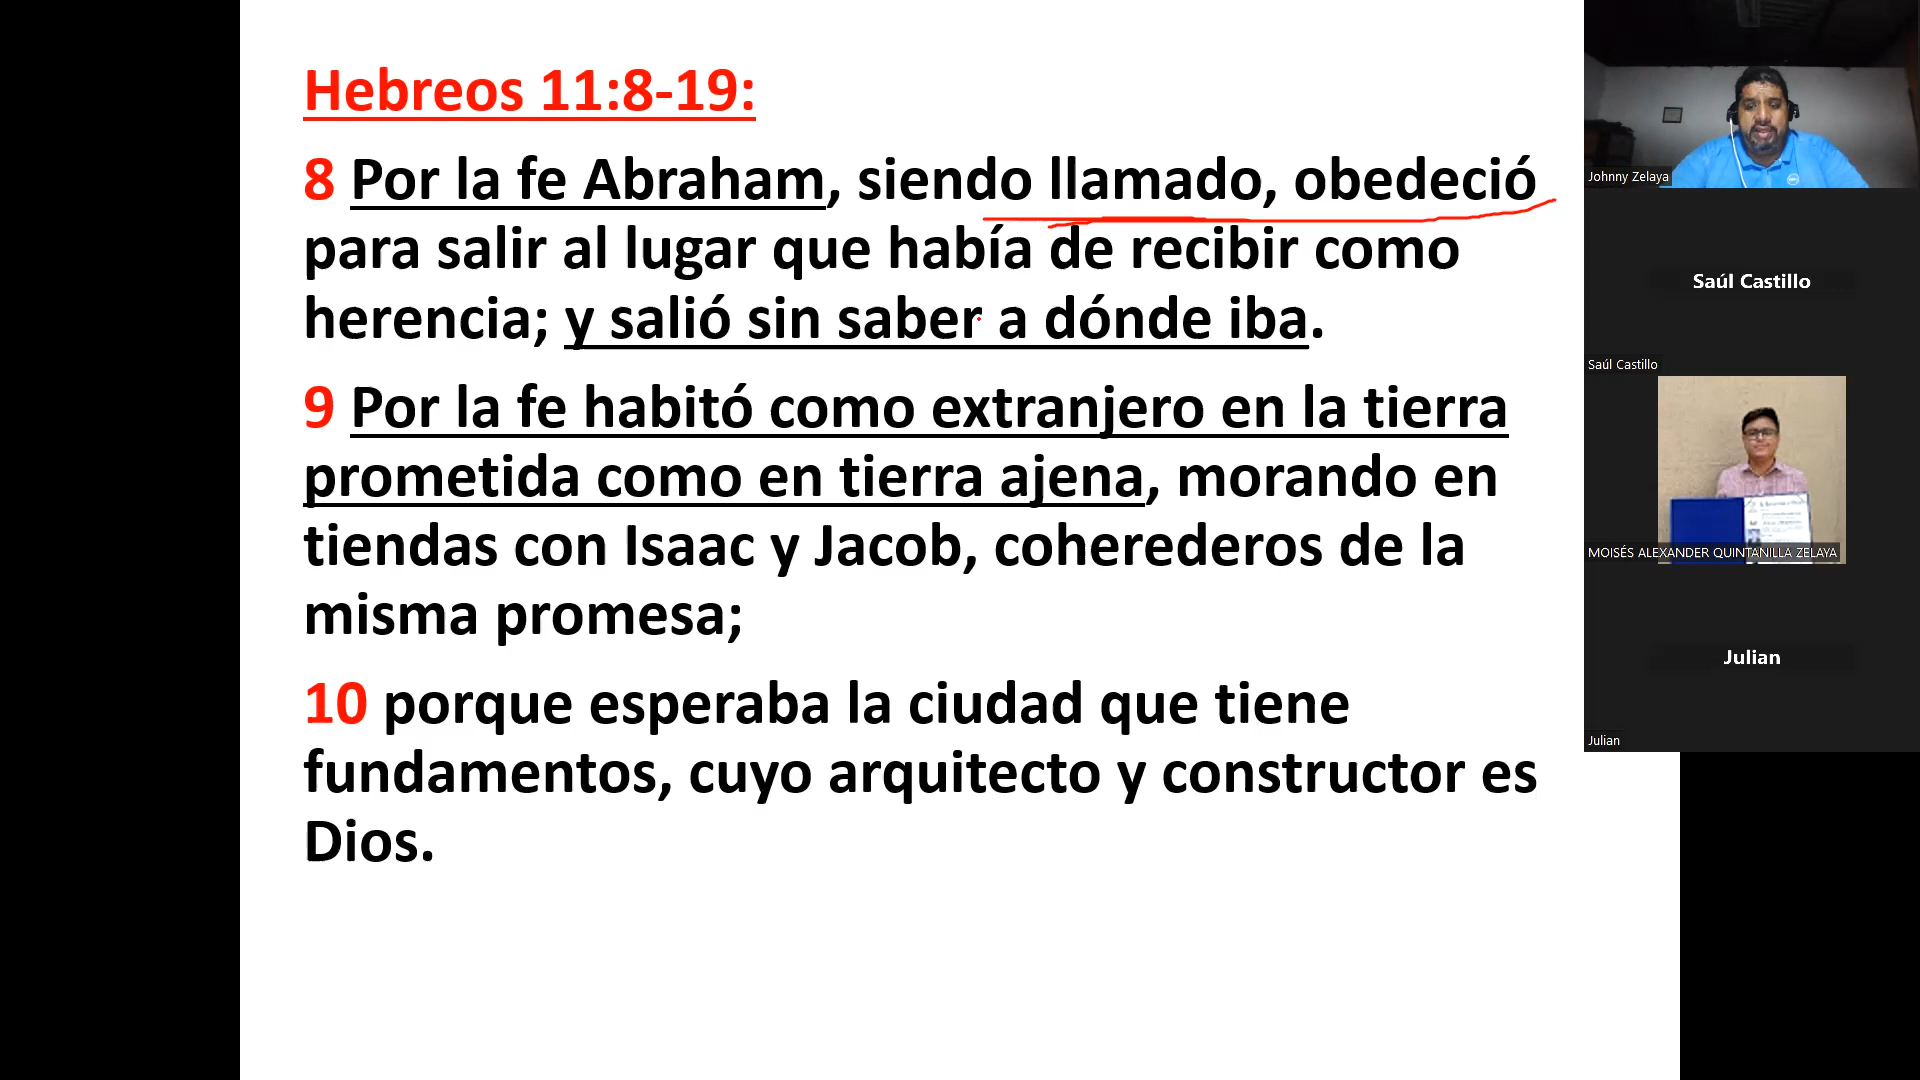 Hebreos 11:8-19:
8 Por la fe Abraham, siendo llamado, obedeció
para salir al lugar que había de recibir como
herencia; y salió sin saber a dónde iba.
9 Por la fe habitó como extranjero en la tierra
prometida como en tierra ajena, morando en
tiendas con Isaac y Jacob, coherederos de la
misma promesa;
10 porque esperaba la ciudad que tiene
fundamentos, cuyo arquitecto y constructor es
Dios.
Johnny Zelaya
Saúl Castillo
Saúl Castillo
MOISÉS ALEXANDER QUINTANILLA ZELAYA
Julian
Julian